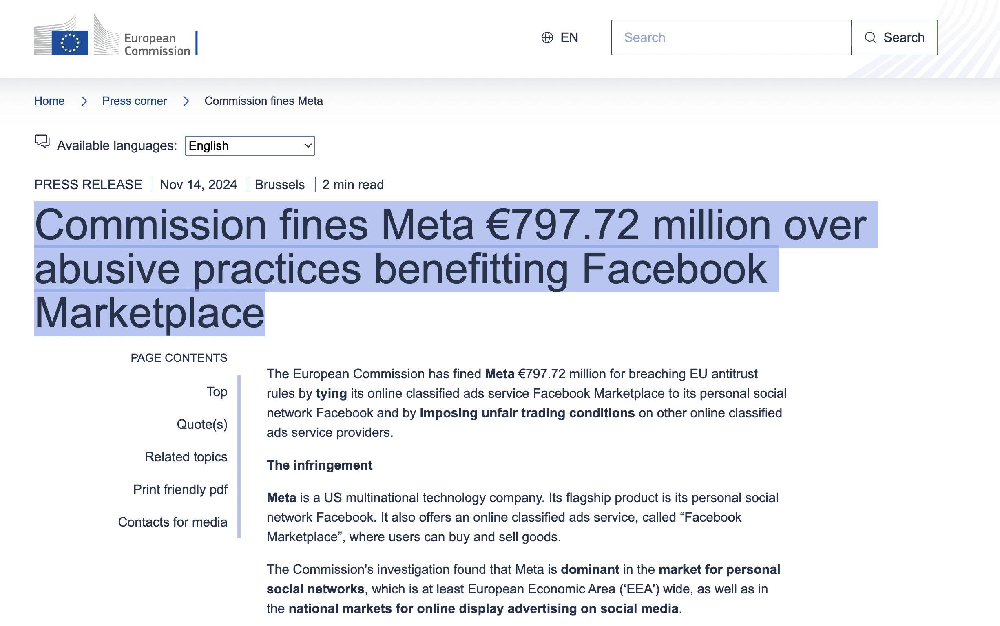 European
Commission
EN
Search
Search
Home
Press corner
Commission fines Meta
Available languages:
English
PRESS RELEASE
Nov 14, 2024
Brussels
2 min read
Commission fines Meta €797.72 million over
abusive practices benefitting Facebook
Marketplace
PAGE CONTENTS
Top
Quote(s)
Related topics
Print friendly pdf
Contacts for media
The European Commission has fined Meta €797.72 million for breaching EU antitrust
rules by tying its online classified ads service Facebook Marketplace to its personal social
network Facebook and by imposing unfair trading conditions on other online classified
ads service providers.
The infringement
Meta is a US multinational technology company. Its flagship product is its personal social
network Facebook. It also offers an online classified ads service, called “Facebook
Marketplace”, where users can buy and sell goods.
The Commission's investigation found that Meta is dominant in the market for personal
social networks, which is at least European Economic Area (‘EEA') wide, as well as in
the national markets for online display advertising on social media.